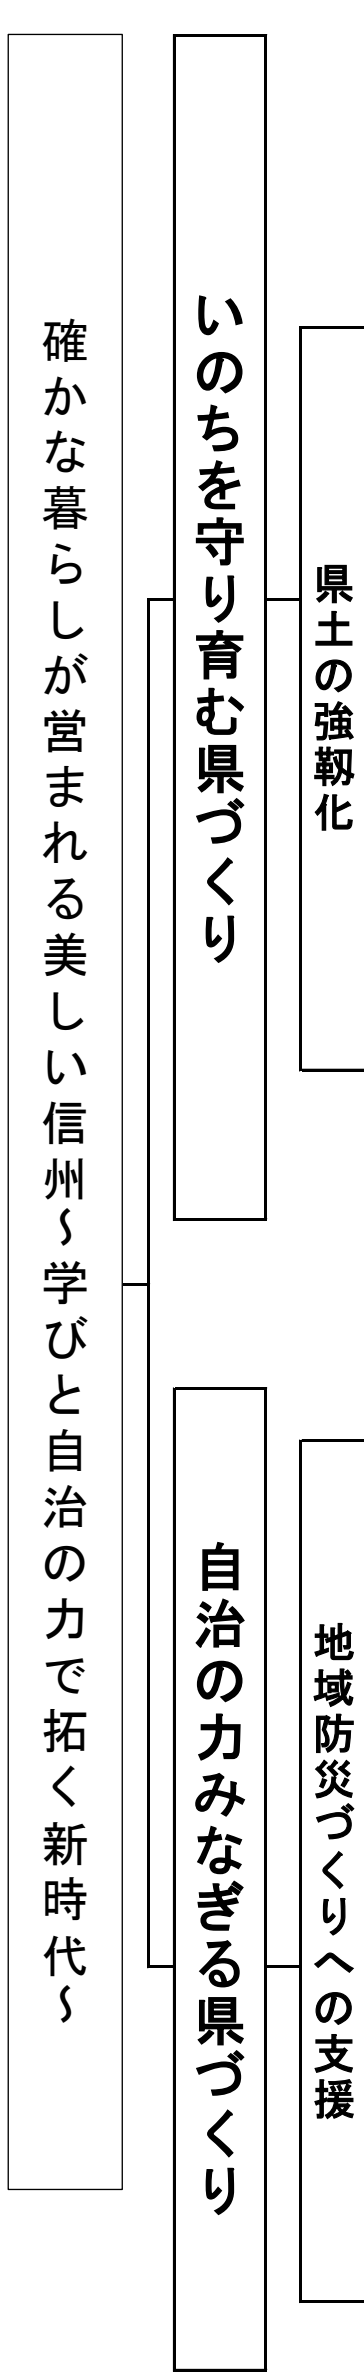 確かな暮らしが営まれる美しい信州～学びと自治の力で拓く新時代～
いのちを守り育む県づくり
県土の強靱化
自治の力みなぎる県づくり
地域防災づくりへの支援